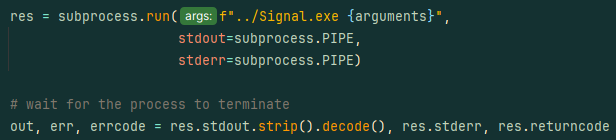 res = subprocess.run(args: f"../Signal.exe {arguments}",
stdout=subprocess.PIPE,
stderr=subprocess.PIPE)
# wait for the process to terminate
out, err, errcode = res.stdout.strip().decode(), res.stderr, res.returncode